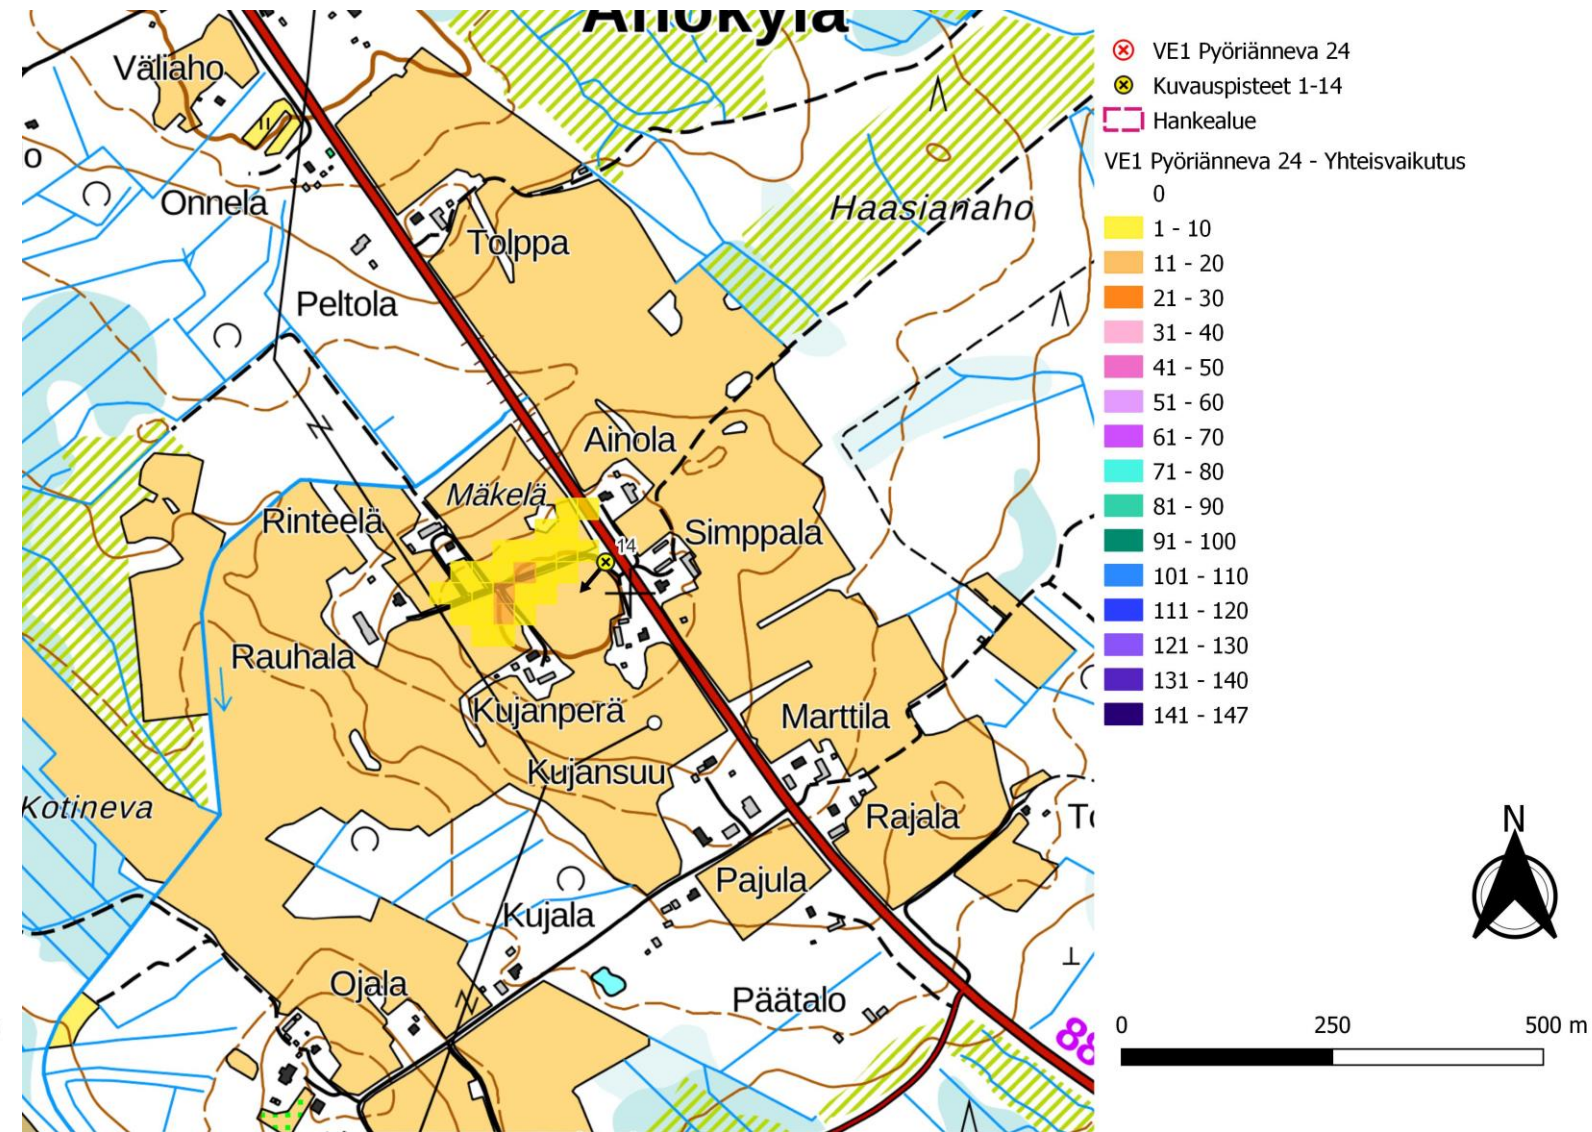 Ahokylä
Väliaho
Onnela
Tolppa
Haasianaho
Peltola
Ainola
Mäkelä
Rinteelä
Simppala
14
Rauhala
Kujanperä
Marttila
Kujansuu
Kotineva
Rajala
Pajula
Kujala
Ojala
Päätalo
88
VE1 Pyöriänneva 24
Kuvauspisteet 1-14
Hankealue
VE1 Pyöriänneva 24 - Yhteisvaikutus
0
1 - 10
11 - 20
21 - 30
31 - 40
41 - 50
51 - 60
61 - 70
71 - 80
81 - 90
91 - 100
101 - 110
111 - 120
121 - 130
131 - 140
141 - 147
N
0 250 500 m